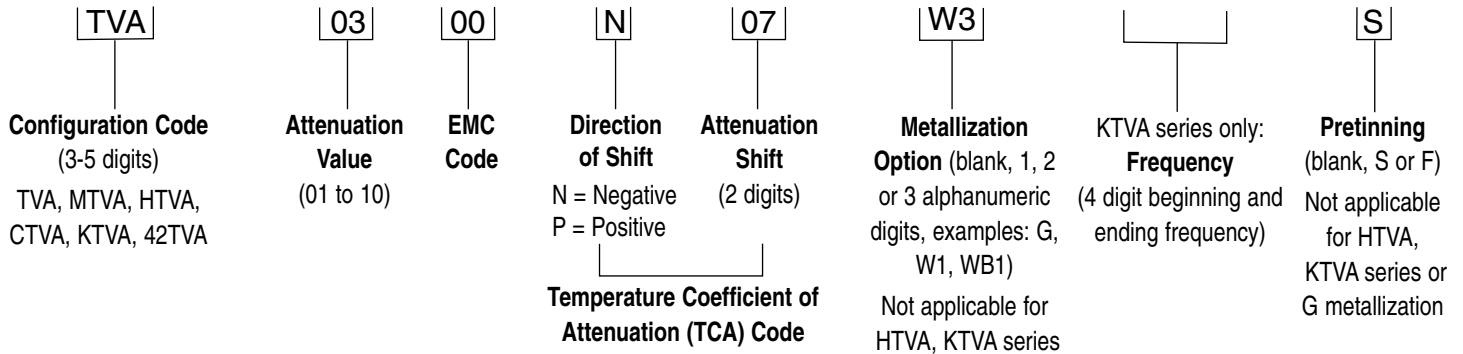 TVA 03 00 N 07 W3 S
Configuration Code
(3-5 digits)
TVA, MTVA, HTVA,
CTVA, KTVA, 42TVA
Attenuation
Value
(01 to 10)
EMC
Code
Direction
of Shift
N = Negative
P = Positive
Attenuation
Shift
(2 digits)
Temperature Coefficient of
Attenuation (TCA) Code
Metallization
Option (blank, 1, 2
or 3 alphanumeric
digits, examples: G,
W1, WB1)
Not applicable for
HTVA, KTVA series
KTVA series only:
Frequency
(4 digit beginning and
ending frequency)
Pretinning
(blank, S or F)
Not applicable
for HTVA,
KTVA series or
G metallization